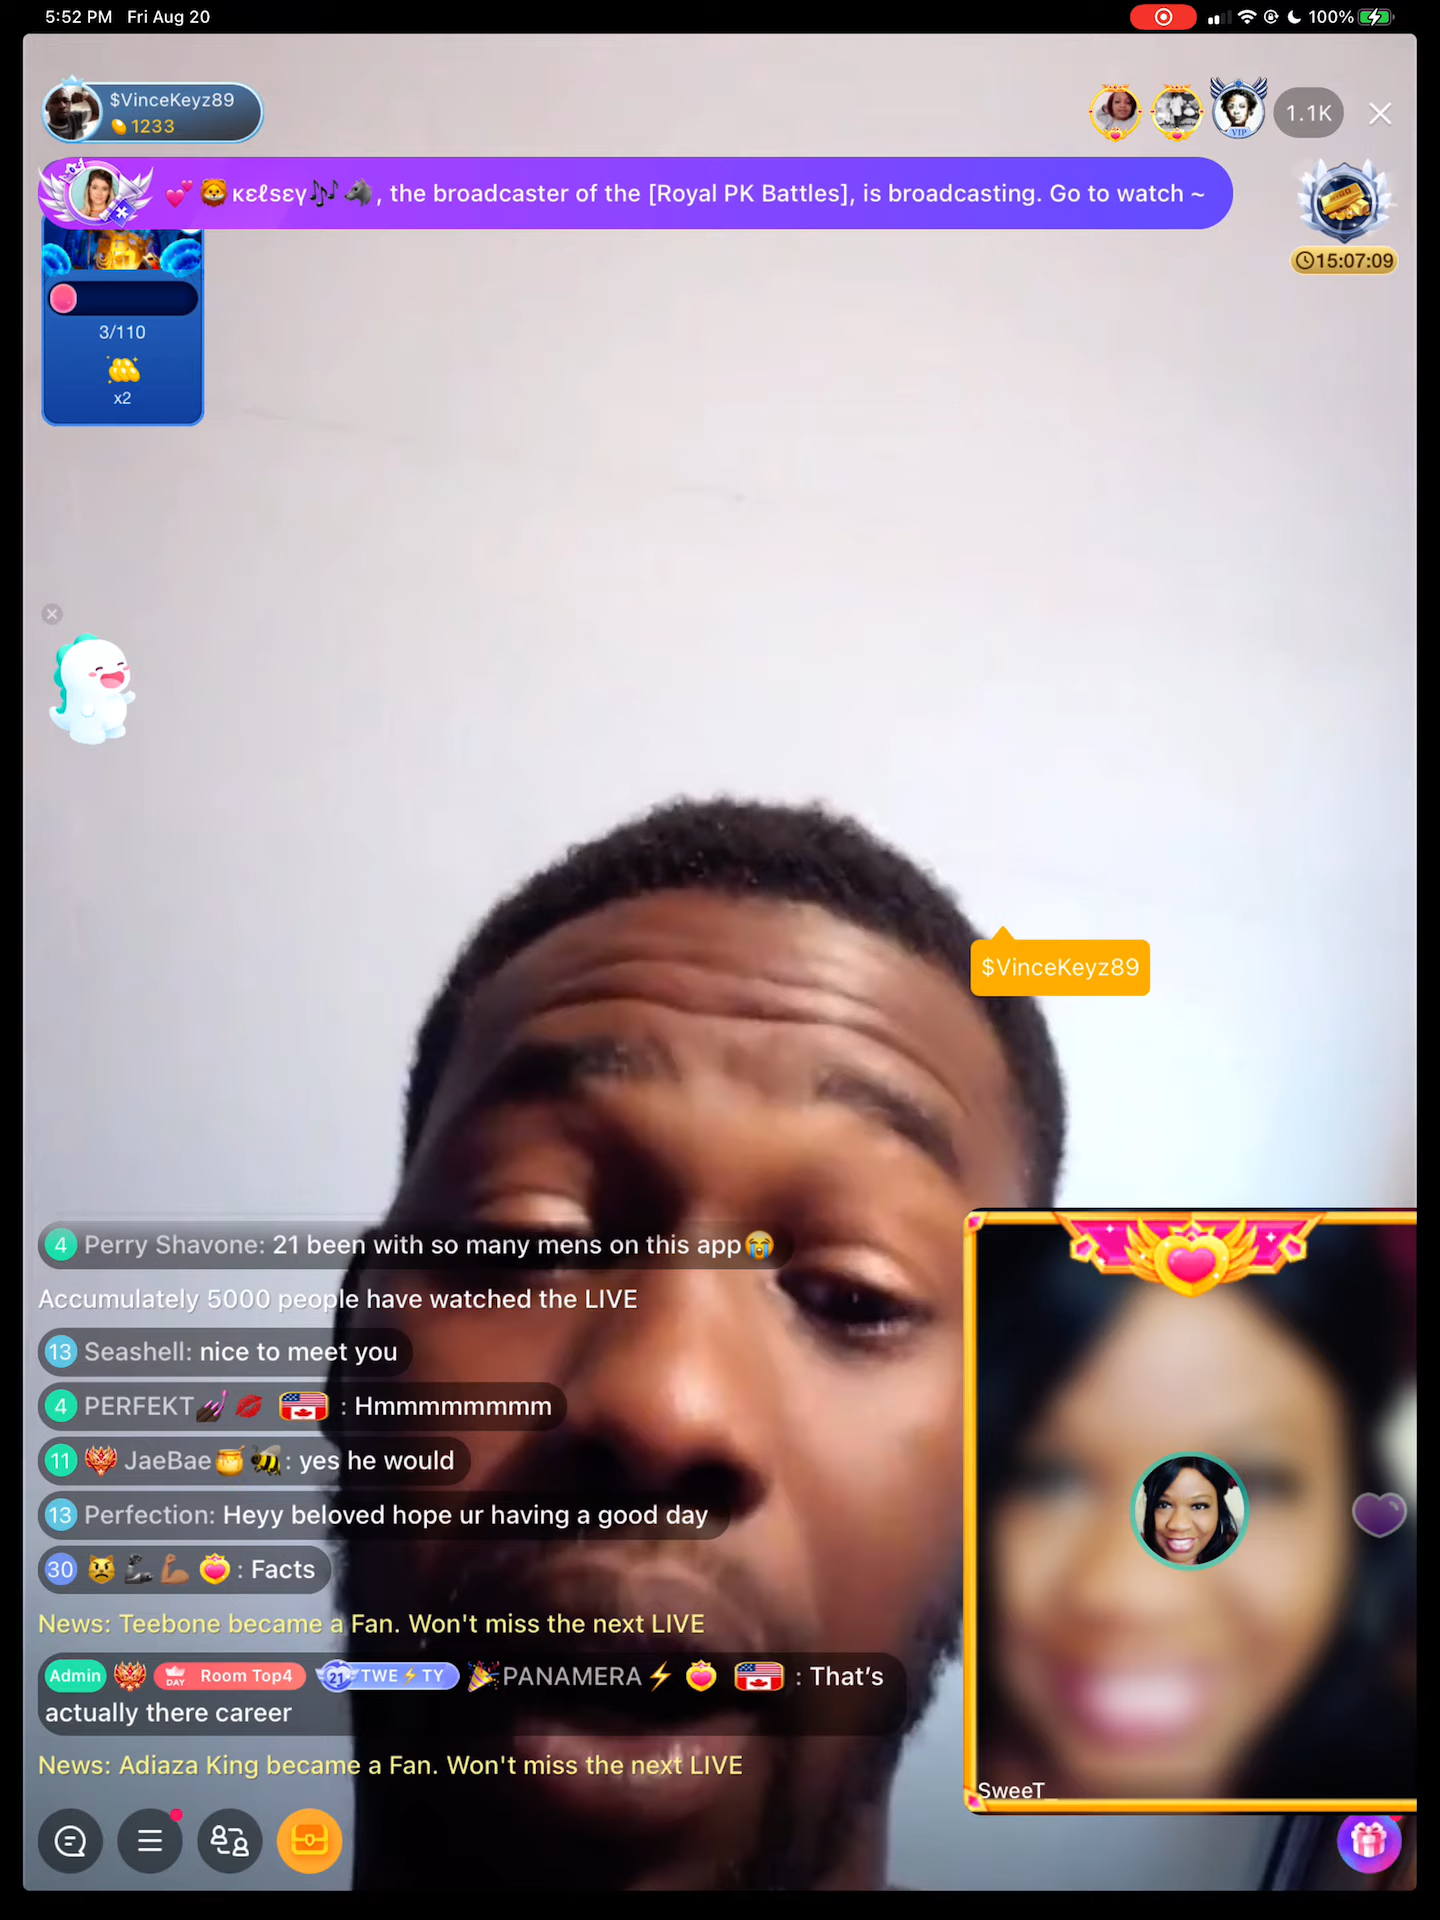 5:52 PM Fri Aug 20
100%
$VinceKeyz89
1233
VIP
1.1K
💕🦁κεℓsεγ🎶🐺, the broadcaster of the [Royal PK Battles], is broadcasting. Go to watch ~
15:07:09
3/110
x2
$VinceKeyz89
4 Perry Shavone: 21 been with so many mens on this app😭
Accumulately 5000 people have watched the LIVE
13 Seashell: nice to meet you
4 PERFEKT💅🏿💋 : Hmmmmmmmm
11 JaeBae🍯🐝: yes he would
13 Perfection: Heyy beloved hope ur having a good day
30 😾🦾💪🏾 : Facts
News: Teebone became a Fan. Won't miss the next LIVE
Admin DAY Room Top4 21 TWE⚡TY 🎉PANAMERA⚡ : That's
actually there career
News: Adiaza King became a Fan. Won't miss the next LIVE
SweeT_